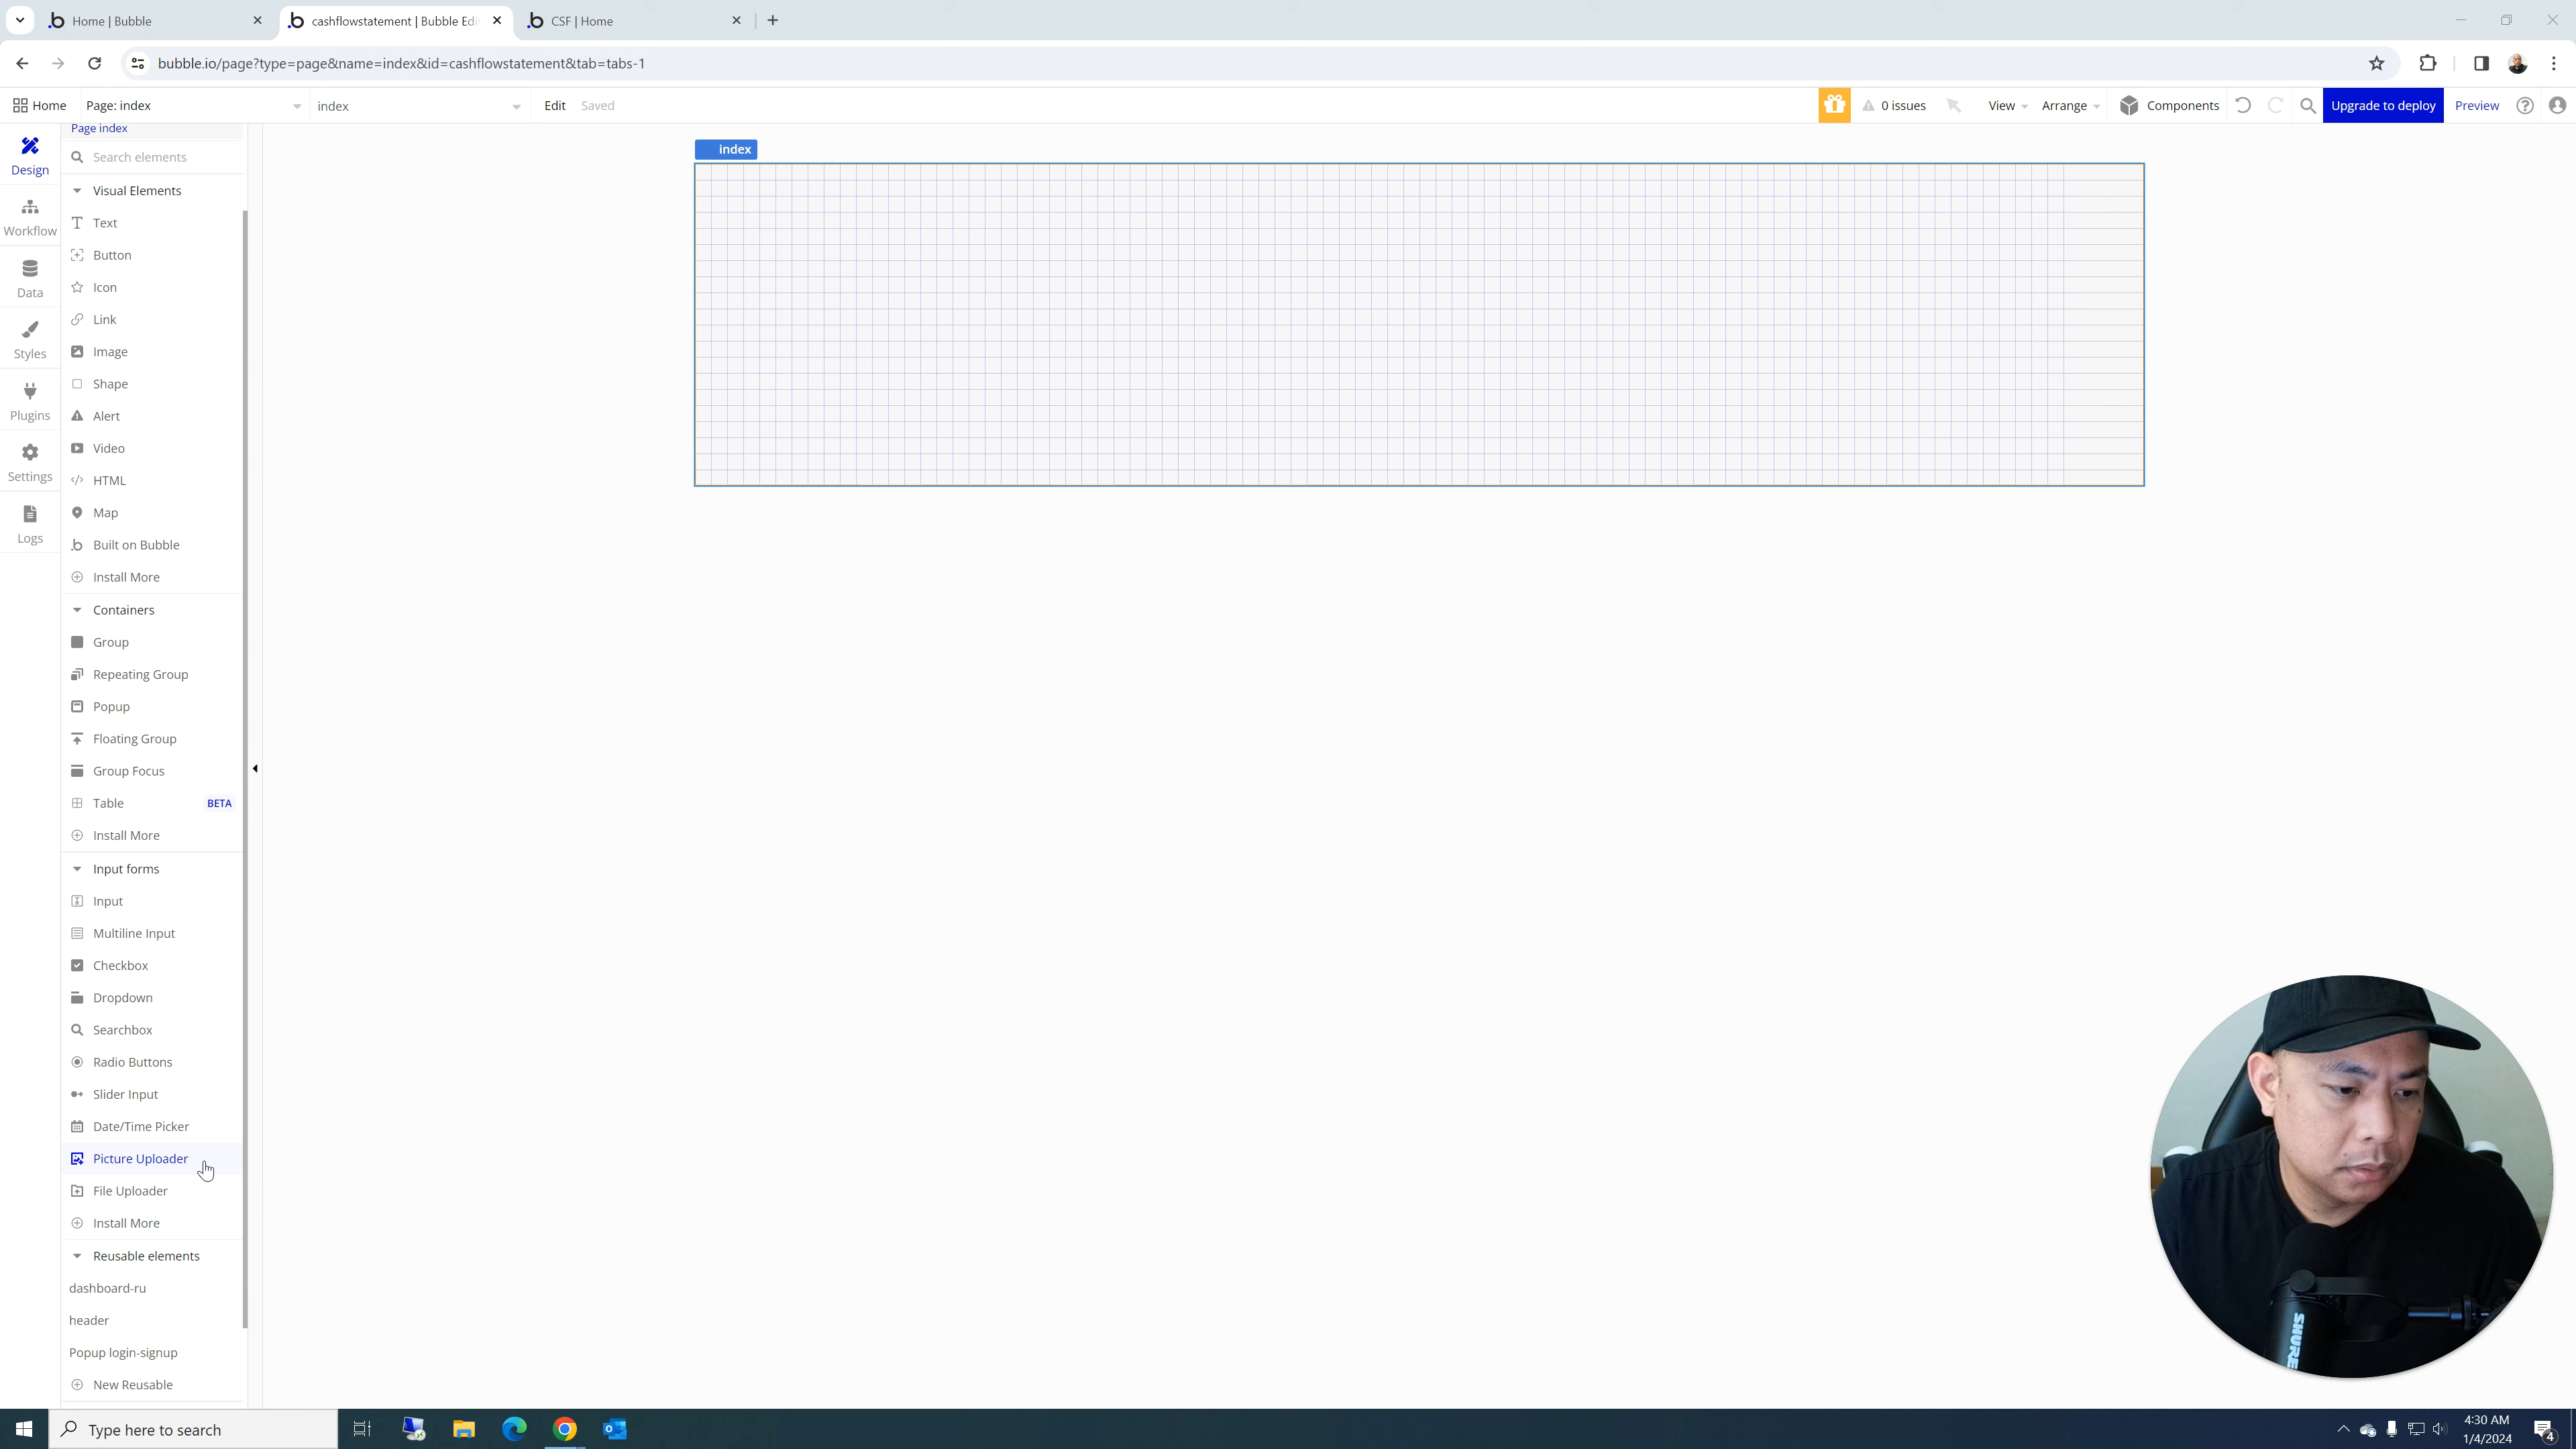 Home | Bubble
cashflowstatement | Bubble Edi
CSF | Home
bubble.io/page?type=page&name=index&id=cashflowstatement&tab=tabs-1
Home
Page: index
index
Edit
Saved
0 issues
View
Arrange
Components
Upgrade to deploy
Preview
Design
Workflow
Data
Styles
Plugins
Settings
Logs
Page index
Search elements
Visual Elements
Text
Button
Icon
Link
Image
Shape
Alert
Video
HTML
Map
Built on Bubble
Install More
Containers
Group
Repeating Group
Popup
Floating Group
Group Focus
Table BETA
Install More
Input forms
Input
Multiline Input
Checkbox
Dropdown
Searchbox
Radio Buttons
Slider Input
Date/Time Picker
Picture Uploader
File Uploader
Install More
Reusable elements
dashboard-ru
header
Popup login-signup
New Reusable
index
SHURE
Type here to search
4:30 AM
1/4/2024
4